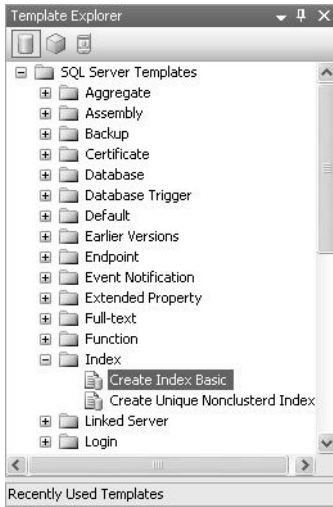 Template Explorer
SQL Server Templates
Aggregate
Assembly
Backup
Certificate
Database
Database Trigger
Default
Earlier Versions
Endpoint
Event Notification
Extended Property
Full-text
Function
Index
Create Index Basic
Create Unique Nonclusterd Index
Linked Server
Login
Recently Used Templates